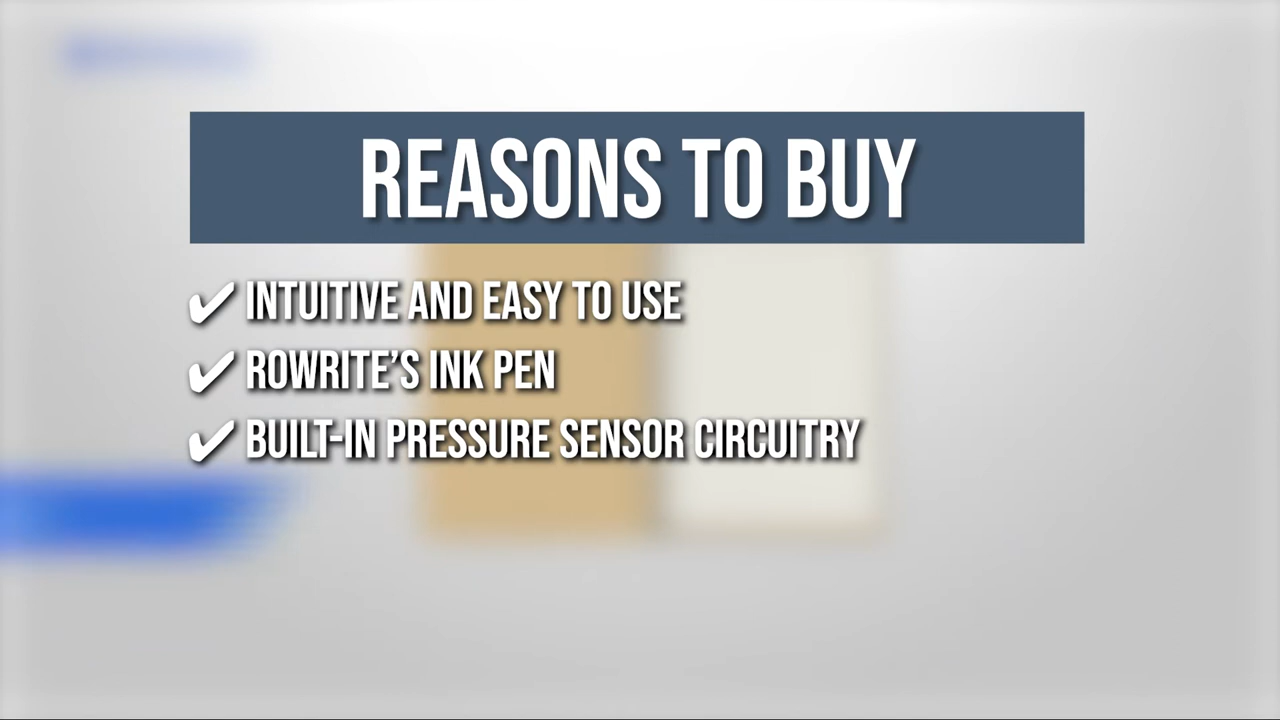 REASONS TO BUY
✔ INTUITIVE AND EASY TO USE
✔ ROWRITE'S INK PEN
✔ BUILT-IN PRESSURE SENSOR CIRCUITRY